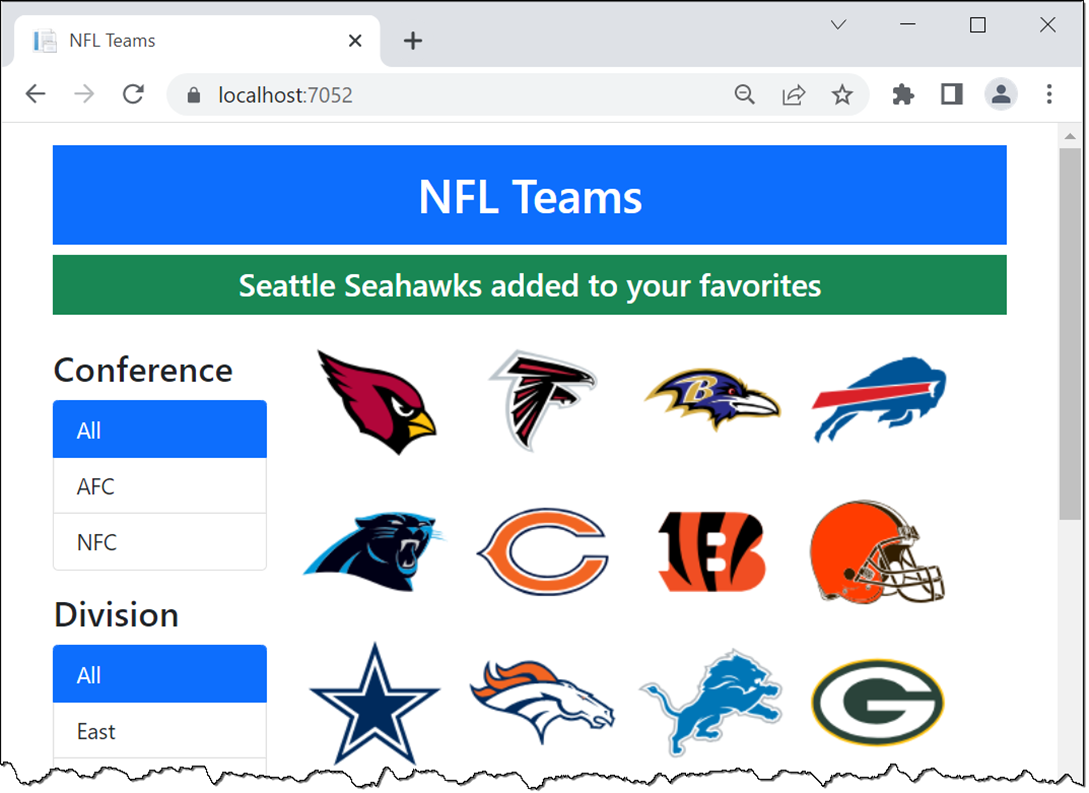 NFL Teams
localhost:7052
NFL Teams
Seattle Seahawks added to your favorites
Conference
All
AFC
NFC
Division
All
East
B
C
B
G